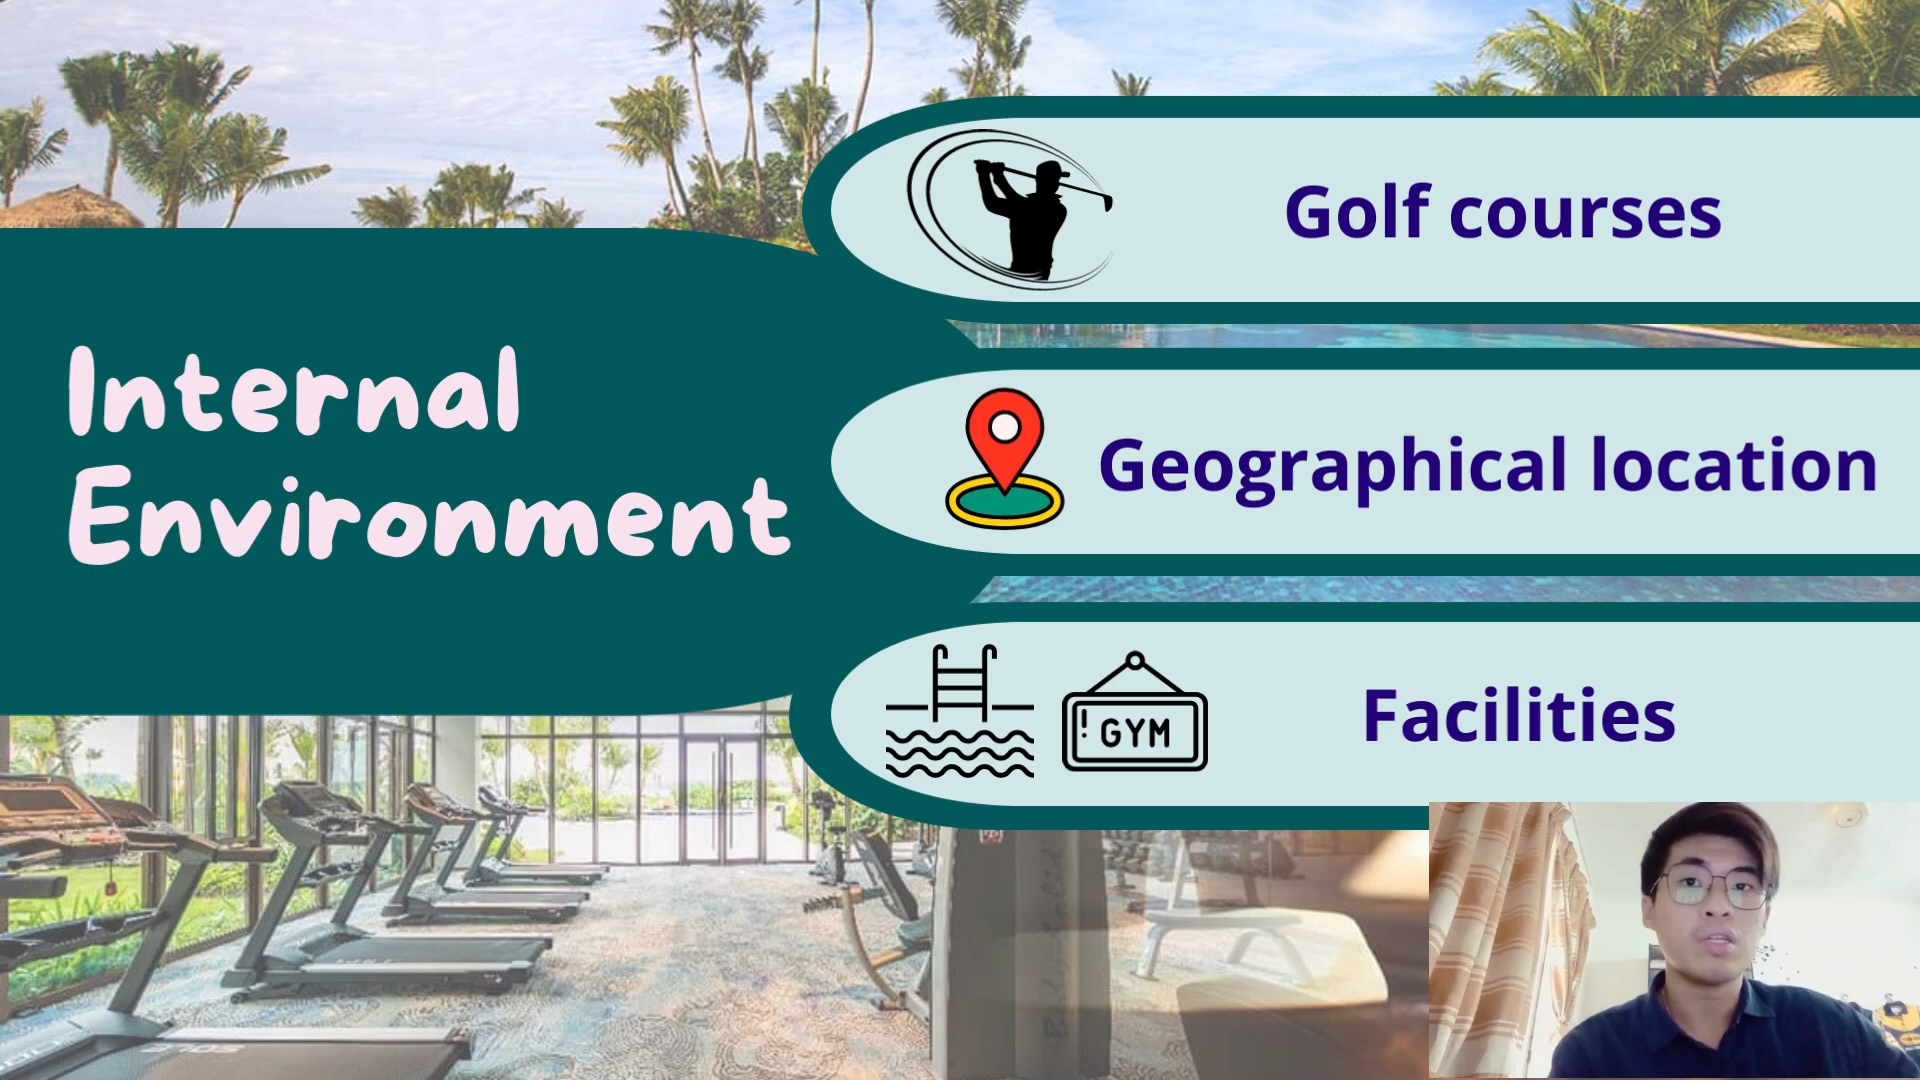 Internal
Environment
Golf courses
Geographical location
GYM
Facilities